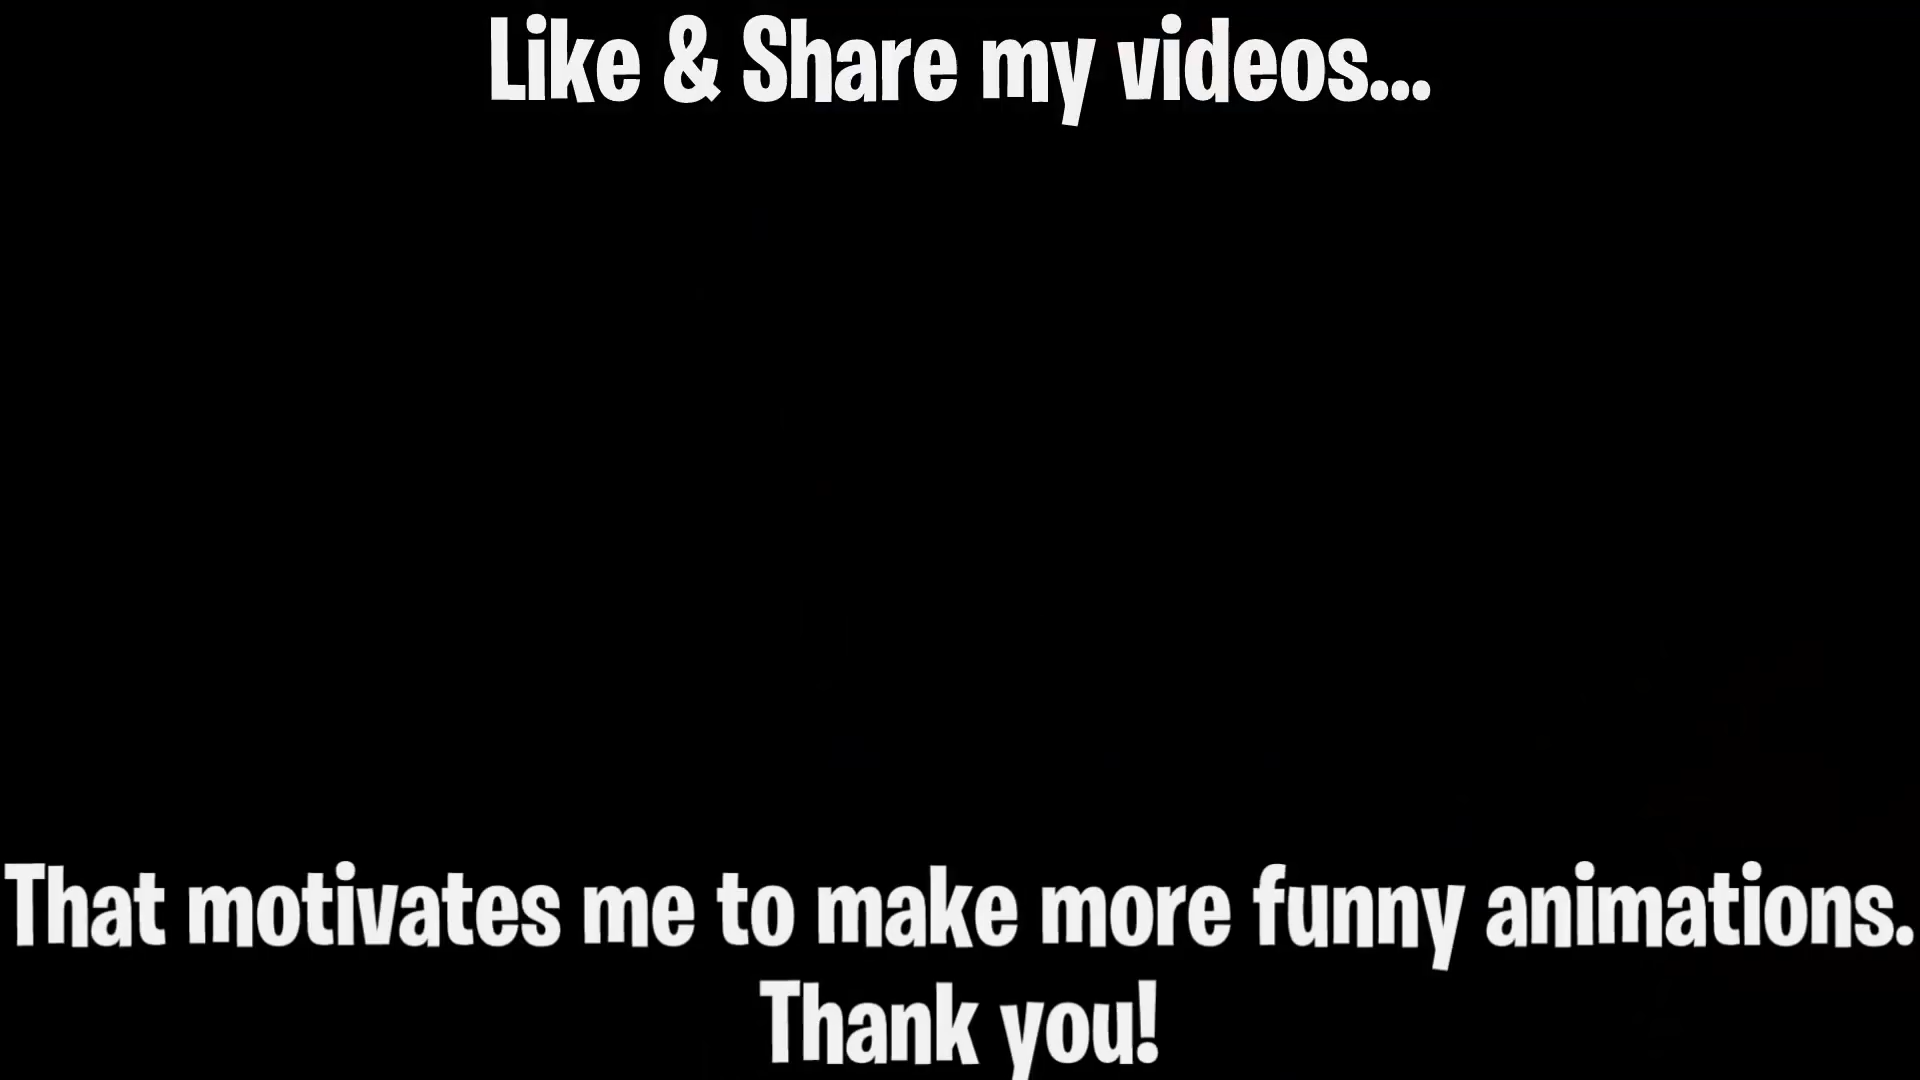 Like & Share my videos...
That motivates me to make more funny animations.
Thank you!